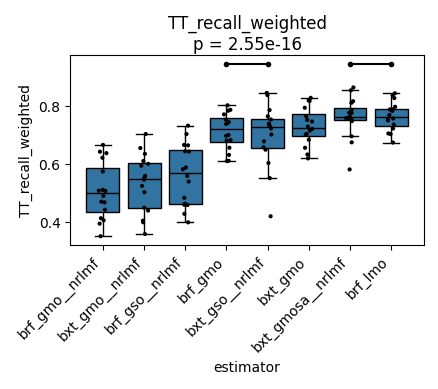 TT_recall_weighted
p = 2.55e-16
TT_recall_weighted
0.8
0.6
0.4
brf_gmo__nrlmf
bxt_gmo__nrlmf
brf_gso__nrlmf
brf_gmo
bxt_gso__nrlmf
bxt_gmo
bxt_gmosa__nrlmf
brf_lmo
estimator